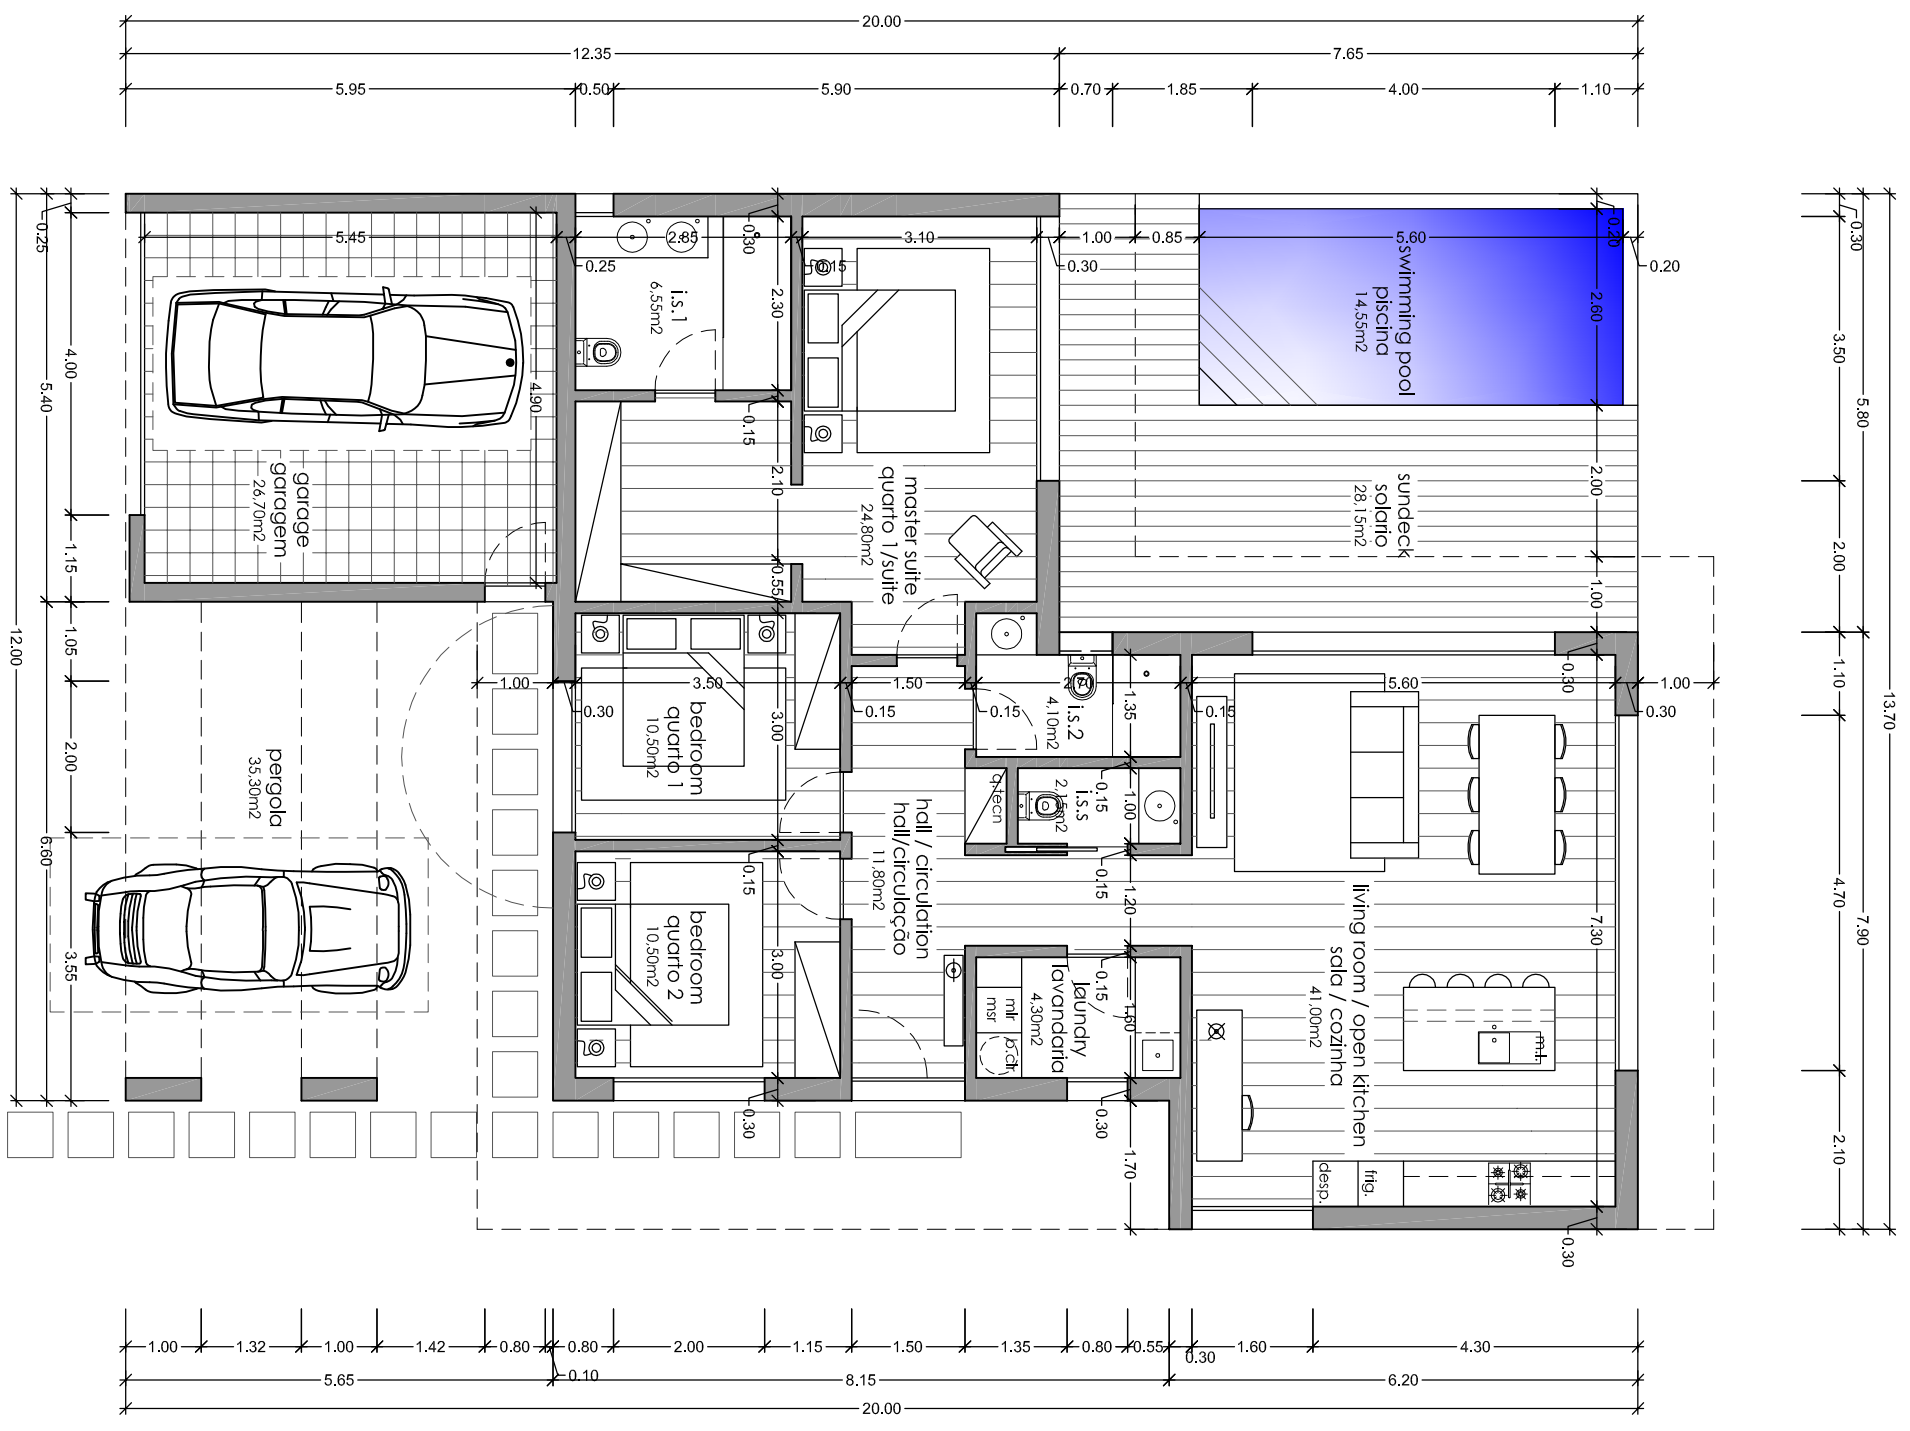 20.00
12.35
7.65
5.95
0.50
5.90
0.70
1.85
4.00
1.10
12.00
0.25
5.40
6.60
4.00
1.15
1.05
2.00
3.55
5.45
0.25
4.90
garage
garagem
26,70m2
2.85
0.30
i.s.1
6,55m2
2.30
0.15
0.15
2.10
0.55
3.10
0.30
master suite
quarto 1/suite
24,80m2
1.00
0.85
5.60
0.20
0.20
2.60
swimming pool
piscina
14,55m2
2.00
sundeck
solario
28,15m2
1.00
0.30
3.50
5.80
2.00
13.70
1.10
4.70
7.90
2.10
pergola
35,30m2
1.00
0.30
3.50
3.00
bedroom
quarto 1
10,50m2
0.15
1.50
0.15
2.70
1.35
i.s.2
4,10m2
0.15
5.60
0.30
0.30
1.00
q.tecn
i.s.s
2,15m2
0.15
1.00
0.15
1.20
hall / circulation
hall/circulação
11,80m2
0.15
3.00
bedroom
quarto 2
10,50m2
0.30
laundry
lavandaria
4,30m2
0.15
1.60
mlr
msr
b.clr
0.30
1.70
living room / open kitchen
sala / cozinha
41,00m2
7.30
m.l.
desp.
frig.
0.30
1.00
1.32
1.00
1.42
0.80
0.80
2.00
1.15
1.50
1.35
0.80
0.55
0.30
1.60
4.30
5.65
0.10
8.15
6.20
20.00